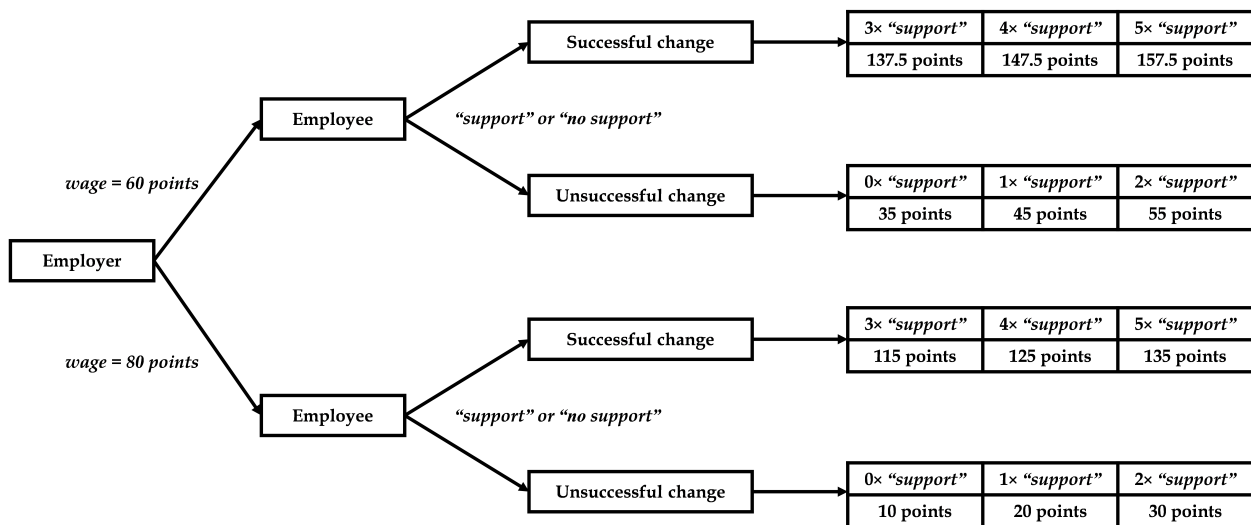 Successful change
3× “support” 4× “support” 5× “support”
137.5 points 147.5 points 157.5 points
Employee
“support” or “no support”
wage = 60 points
Unsuccessful change
0× “support” 1× “support” 2× “support”
35 points 45 points 55 points
Employer
Successful change
3× “support” 4× “support” 5× “support”
115 points 125 points 135 points
wage = 80 points
Employee
“support” or “no support”
Unsuccessful change
0× “support” 1× “support” 2× “support”
10 points 20 points 30 points